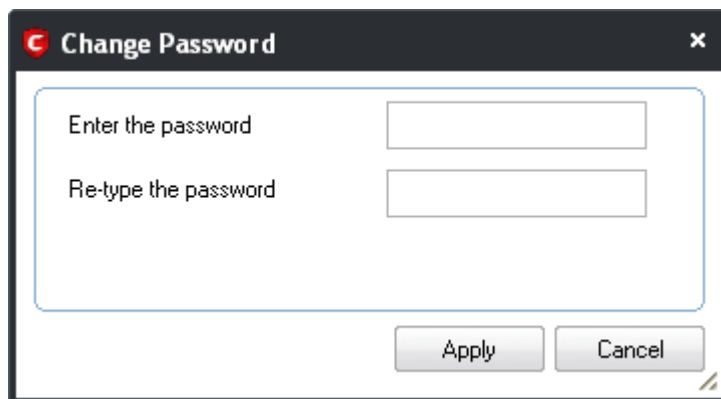 C Change Password ×
Enter the password
Re-type the password
Apply Cancel